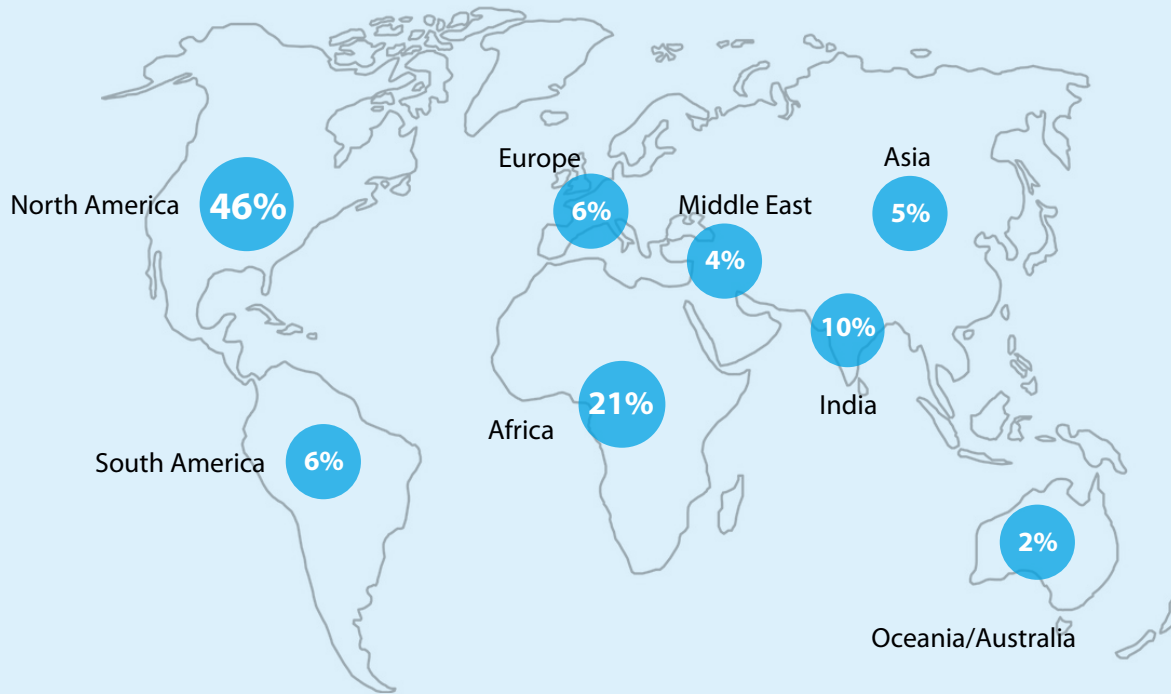 Europe
6%
Asia
5%
North America
46%
Middle East
4%
10%
India
Africa
21%
South America
6%
2%
Oceania/Australia